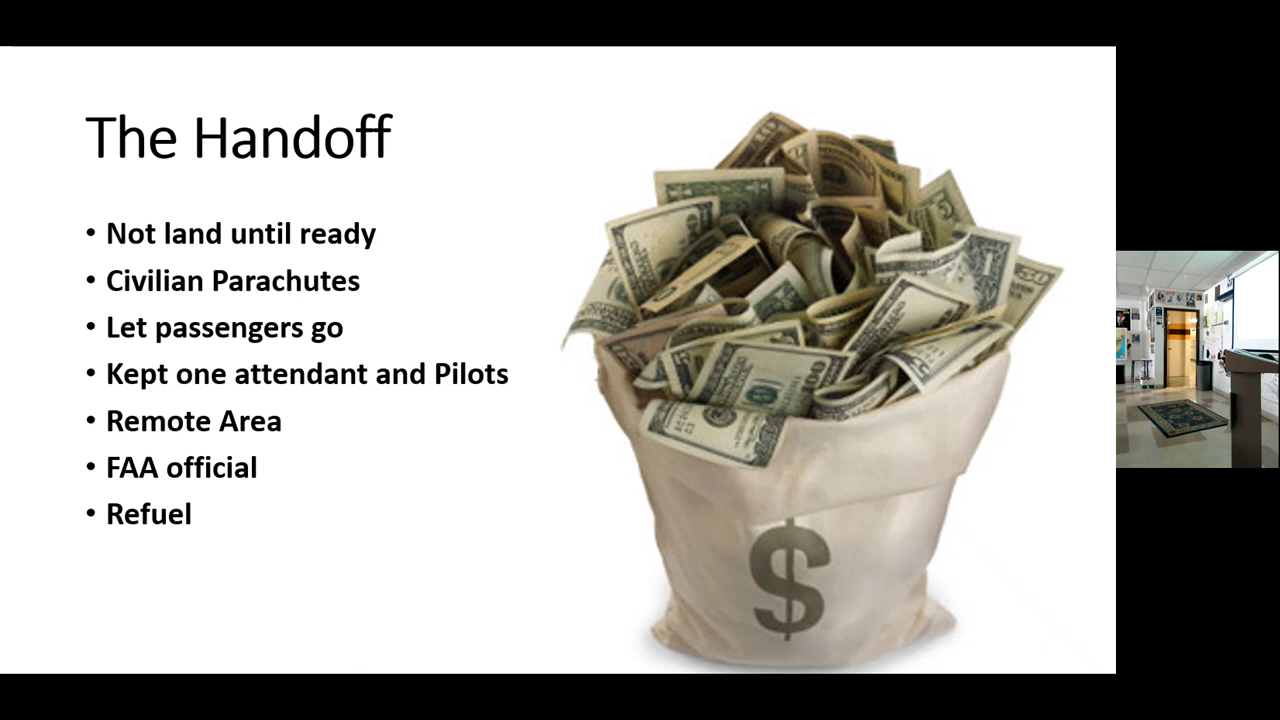 The Handoff
• Not land until ready
• Civilian Parachutes
• Let passengers go
• Kept one attendant and Pilots
• Remote Area
• FAA official
• Refuel
$